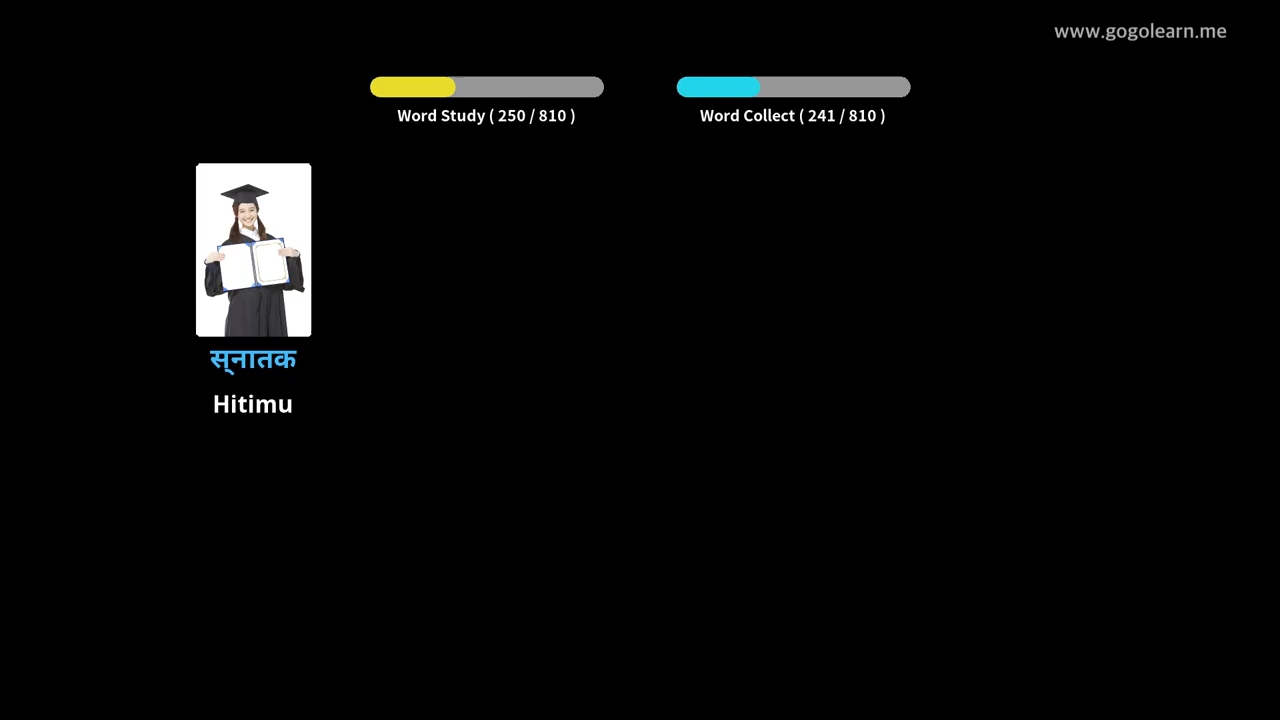 www.gogolearn.me
Word Study ( 250 / 810 )
Word Collect ( 241 / 810 )
स्नातक
Hitimu